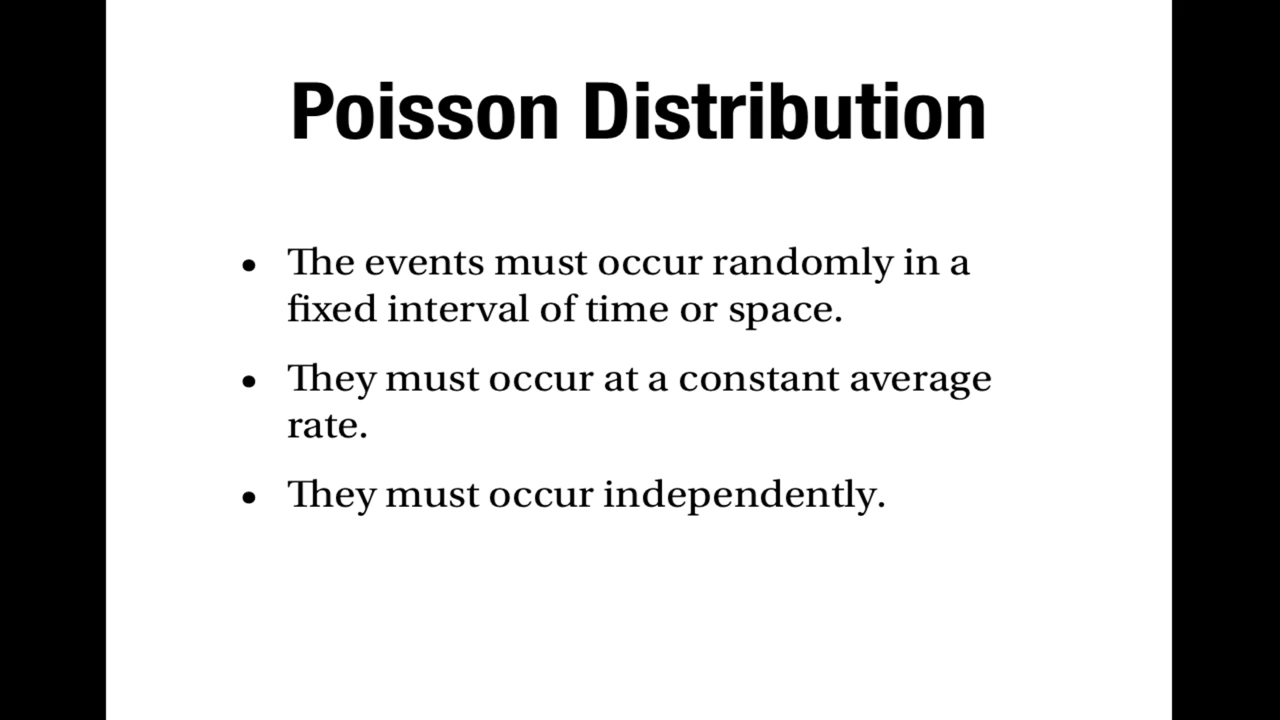 Poisson Distribution
• The events must occur randomly in a
fixed interval of time or space.
• They must occur at a constant average
rate.
• They must occur independently.